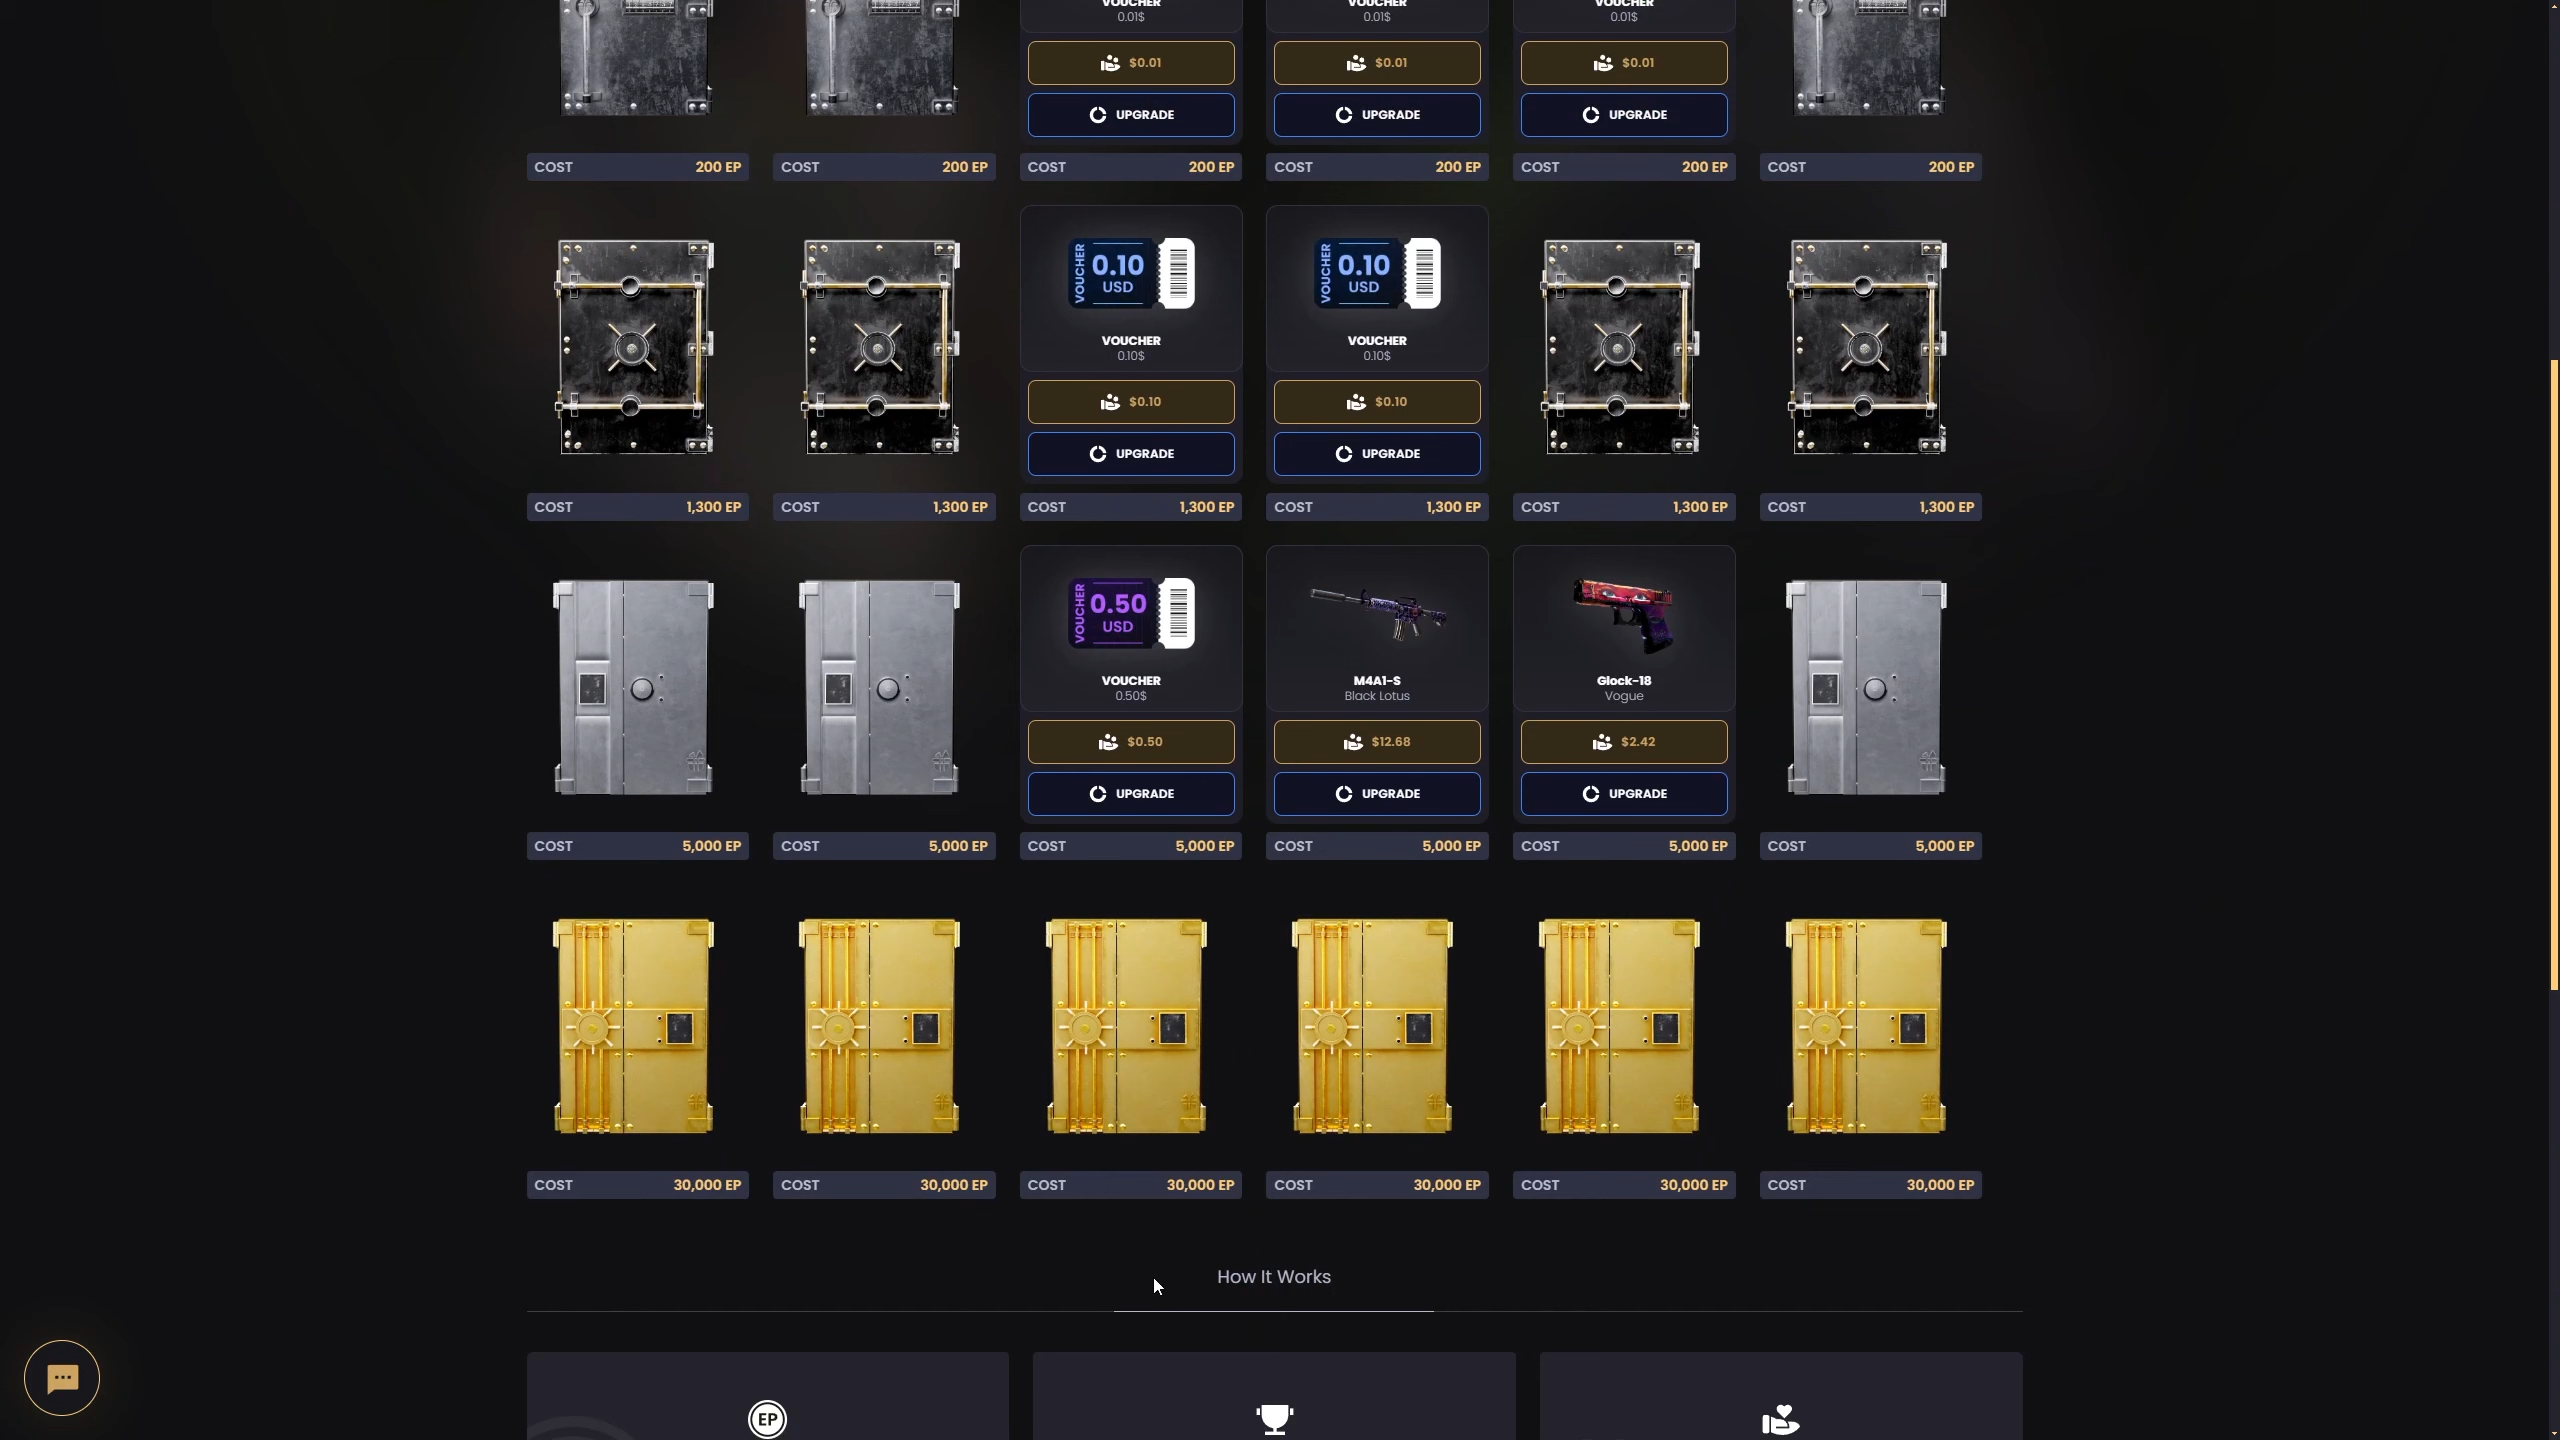 VOUCHER VOUCHER VOUCHER
0.01$ 0.01$ 0.01$
$0.01 $0.01 $0.01
UPGRADE UPGRADE UPGRADE
COST 200 EP COST 200 EP COST 200 EP COST 200 EP COST 200 EP COST 200 EP
VOUCHER 0.10 USD VOUCHER 0.10 USD
VOUCHER VOUCHER
0.10$ 0.10$
$0.10 $0.10
UPGRADE UPGRADE
COST 1,300 EP COST 1,300 EP COST 1,300 EP COST 1,300 EP COST 1,300 EP COST 1,300 EP
VOUCHER 0.50 USD
VOUCHER M4A1-S Glock-18
0.50$ Black Lotus Vogue
$0.50 $12.68 $2.42
UPGRADE UPGRADE UPGRADE
COST 5,000 EP COST 5,000 EP COST 5,000 EP COST 5,000 EP COST 5,000 EP COST 5,000 EP
COST 30,000 EP COST 30,000 EP COST 30,000 EP COST 30,000 EP COST 30,000 EP COST 30,000 EP
How It Works
EP